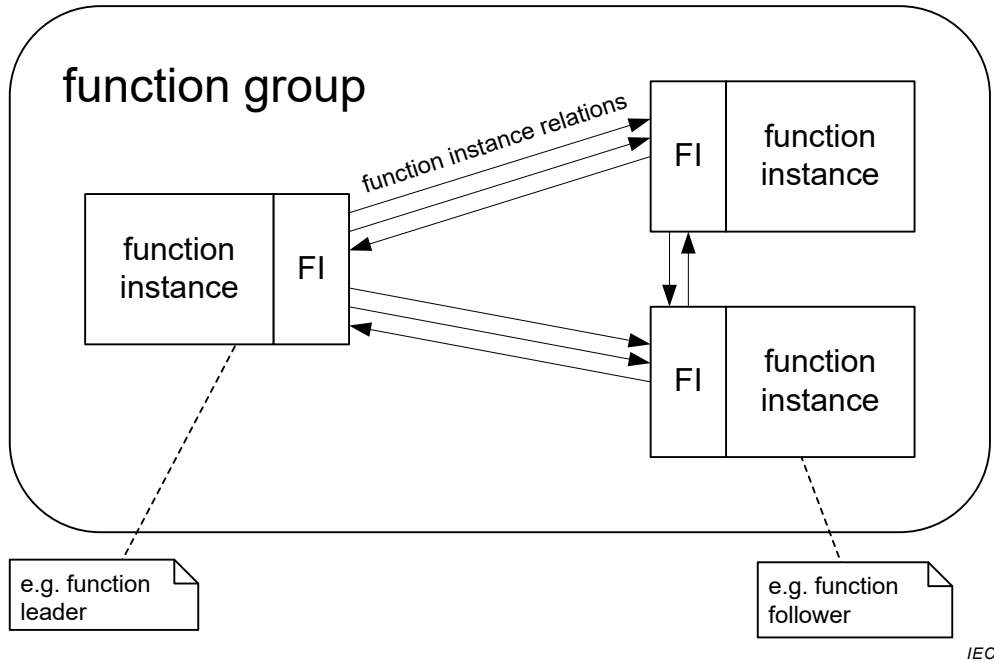 function group
function instance relations
FI
function
instance
function
instance
FI
FI
function
instance
e.g. function
leader
e.g. function
follower
IEC